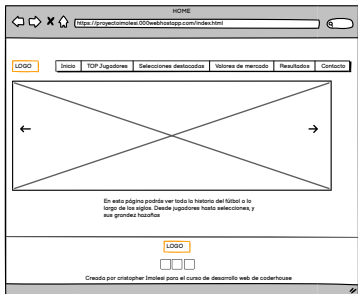 HOME
https://proyectoimolesi.000webhostapp.com/index.html
LOGO
Inicio
TOP Jugadores
Selecciones destacadas
Valores de mercado
Resultados
Contacto
En esta página podrás ver toda la historia del fútbol a lo
largo de los siglos. Desde jugadores hasta selecciones, y
sus grandez hazañas
LOGO
Creada por cristopher Imolesi para el curso de desarrollo web de coderhouse